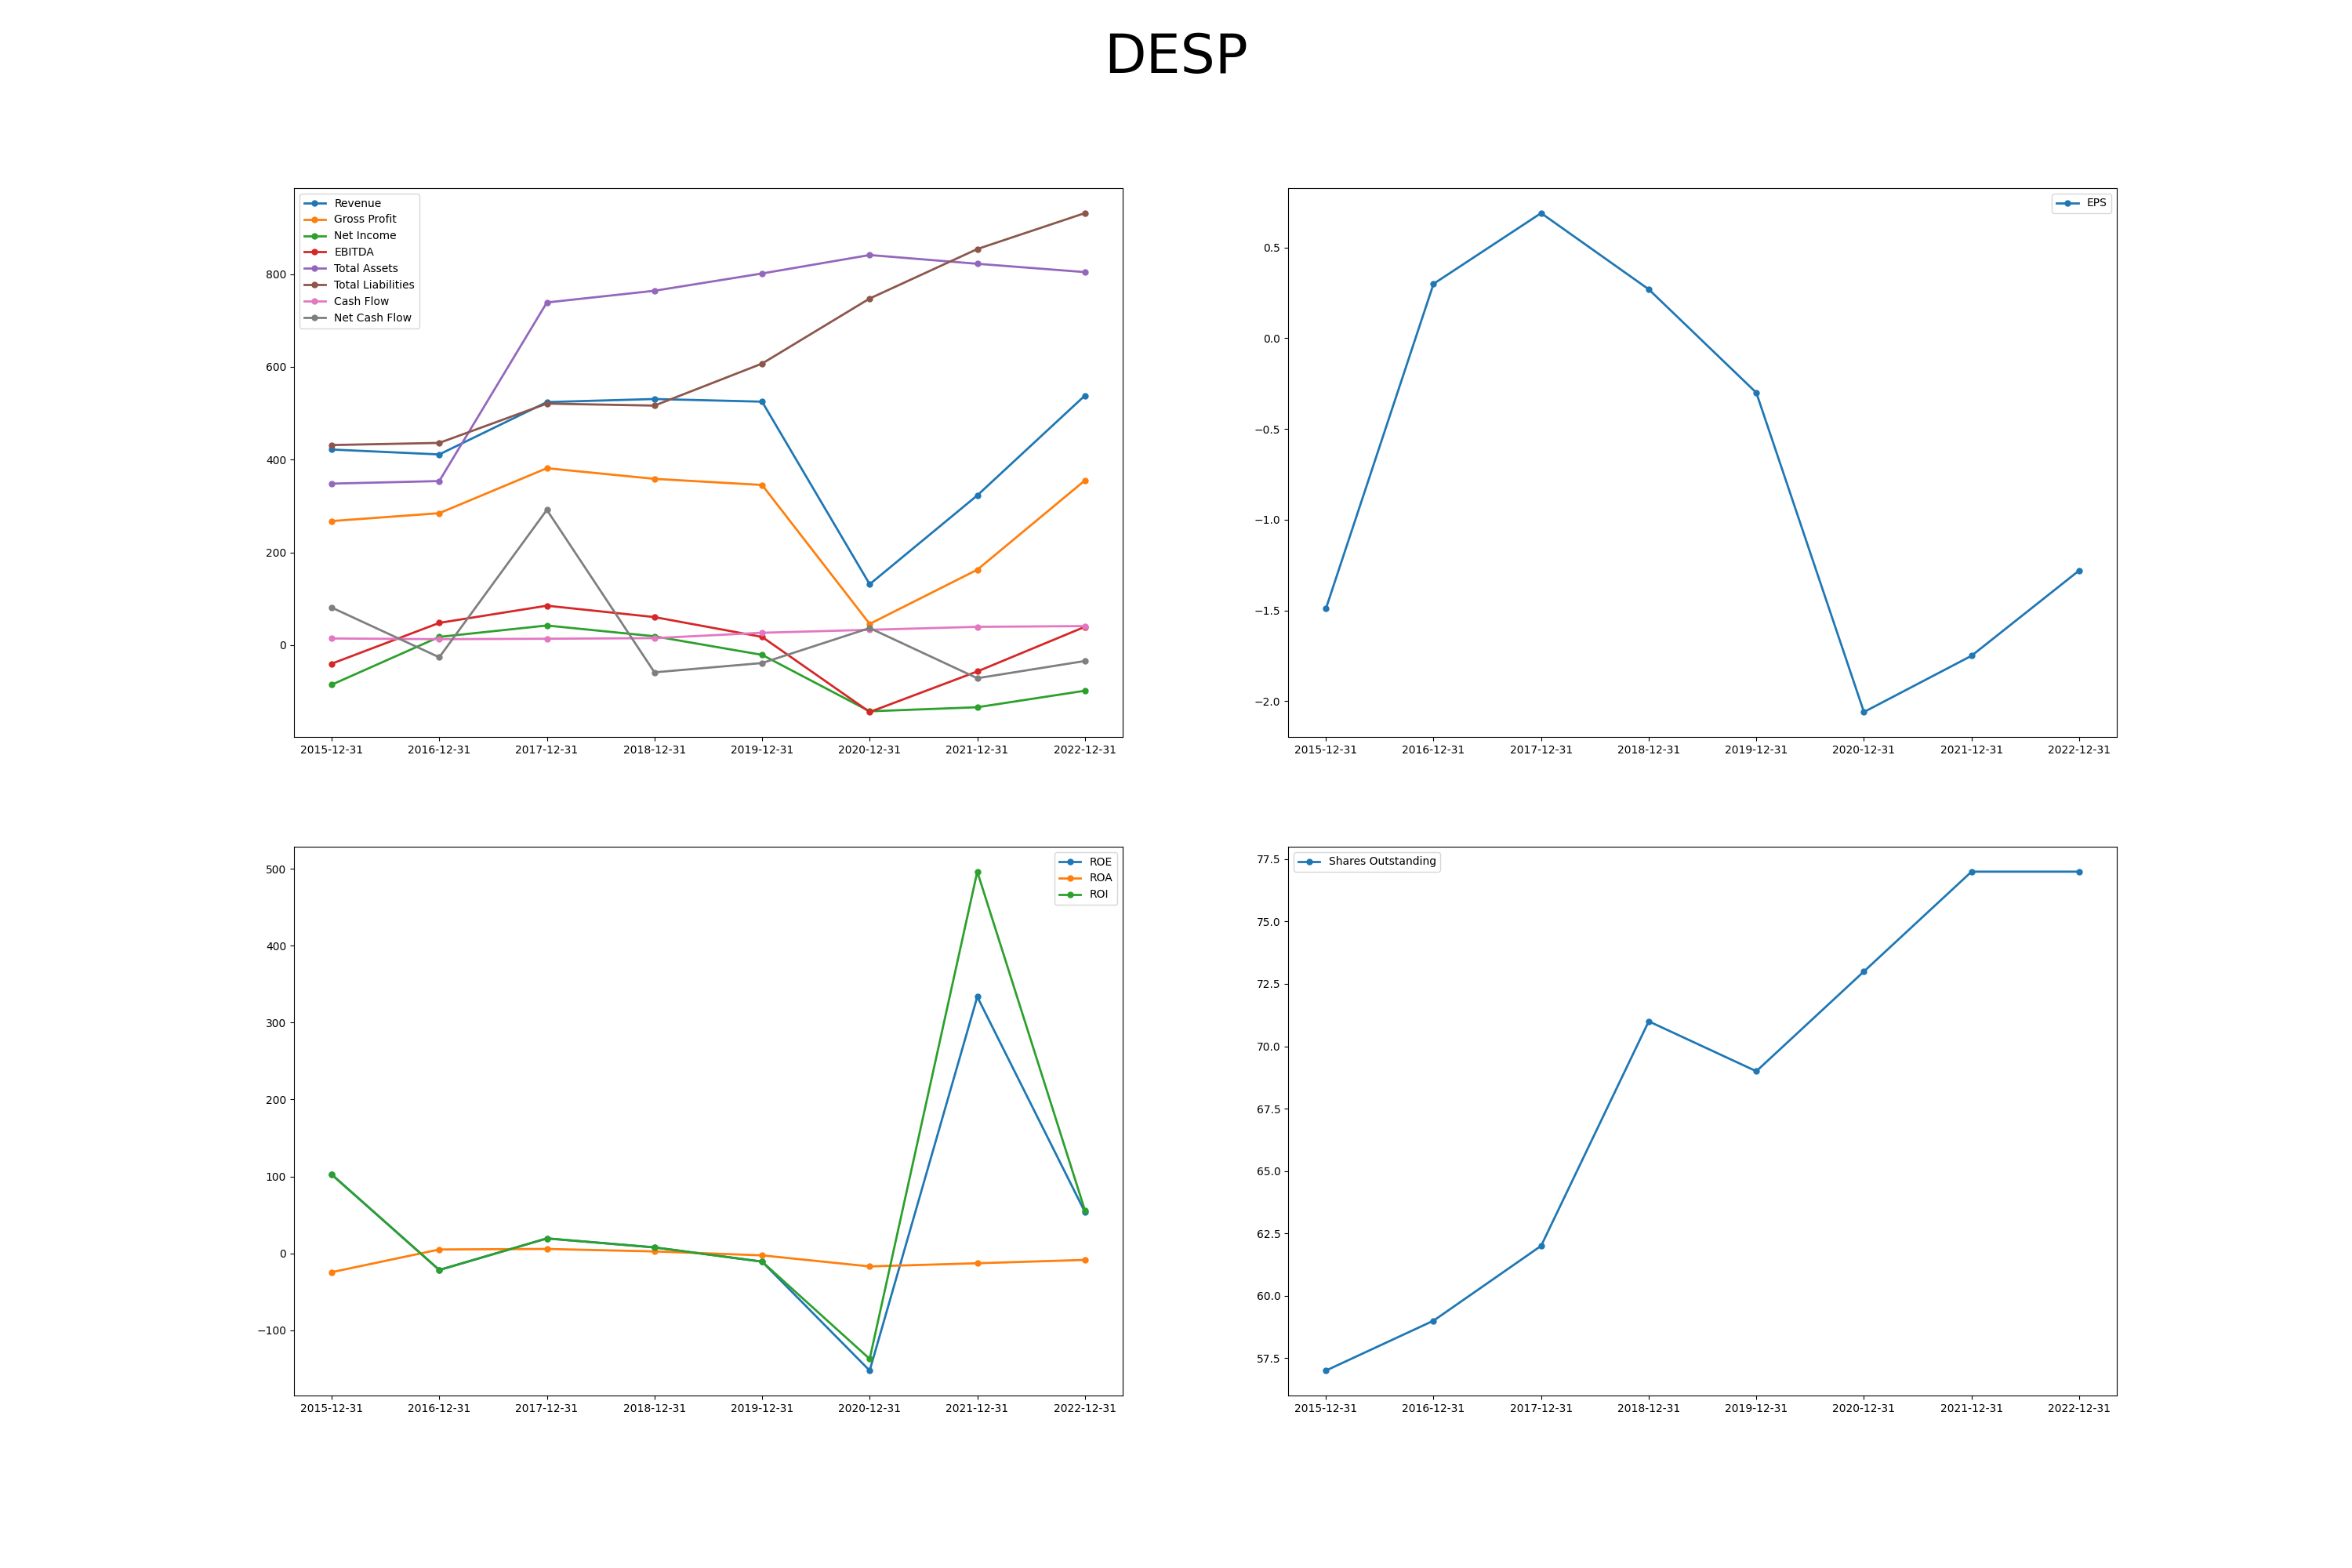 DESP
Revenue
Gross Profit
Net Income
EBITDA
Total Assets
Total Liabilities
Cash Flow
Net Cash Flow
800
600
400
200
0
2015-12-31 2016-12-31 2017-12-31 2018-12-31 2019-12-31 2020-12-31 2021-12-31 2022-12-31
EPS
0.5
0.0
−0.5
−1.0
−1.5
−2.0
2015-12-31 2016-12-31 2017-12-31 2018-12-31 2019-12-31 2020-12-31 2021-12-31 2022-12-31
ROE
ROA
ROI
500
400
300
200
100
0
−100
2015-12-31 2016-12-31 2017-12-31 2018-12-31 2019-12-31 2020-12-31 2021-12-31 2022-12-31
Shares Outstanding
77.5
75.0
72.5
70.0
67.5
65.0
62.5
60.0
57.5
2015-12-31 2016-12-31 2017-12-31 2018-12-31 2019-12-31 2020-12-31 2021-12-31 2022-12-31